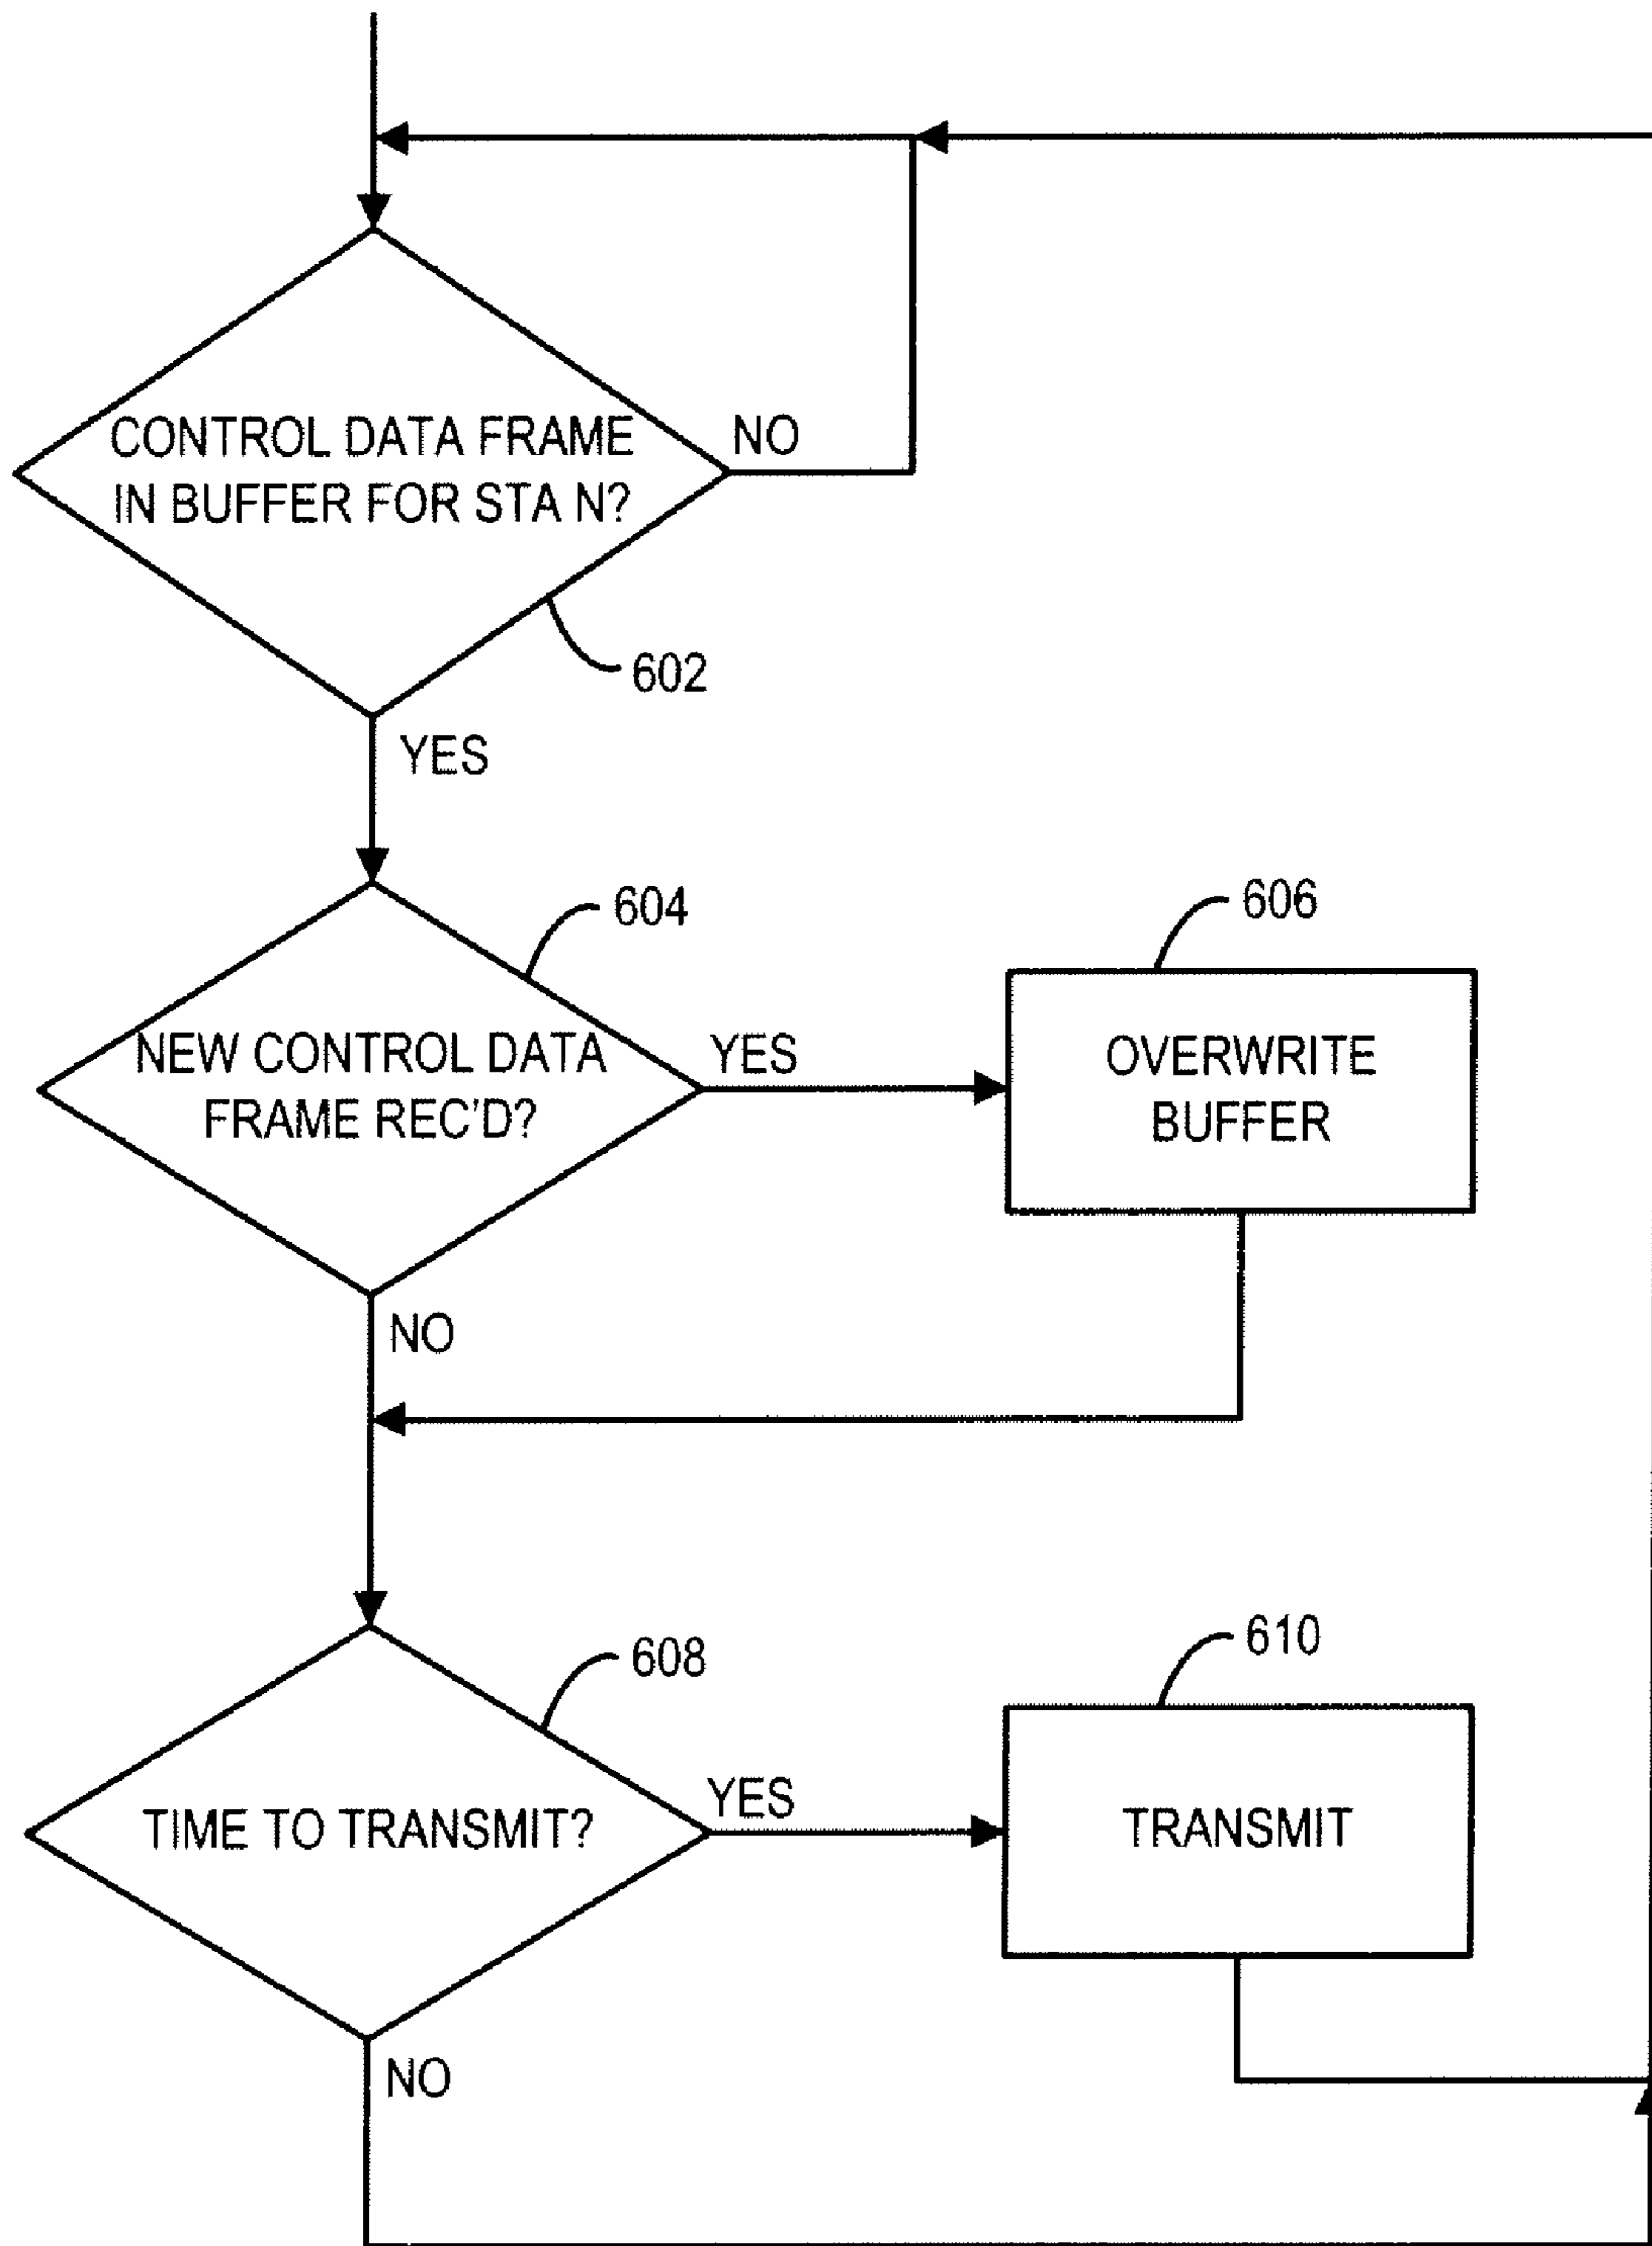 CONTROL DATA FRAME
IN BUFFER FOR STA N?
NO
602
YES
604
NEW CONTROL DATA
FRAME REC'D?
YES
606
OVERWRITE
BUFFER
NO
608
TIME TO TRANSMIT?
YES
610
TRANSMIT
NO